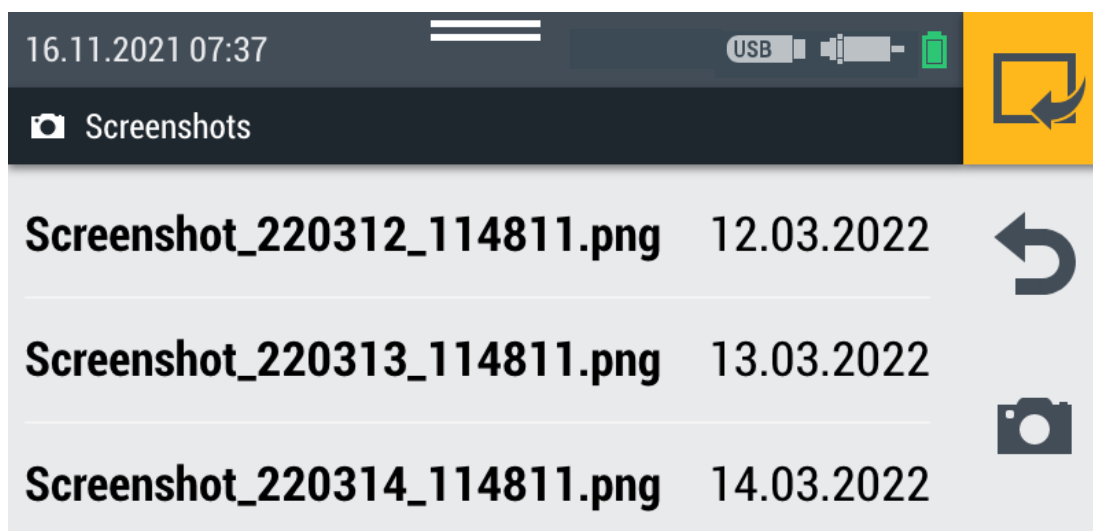 16.11.2021 07:37 USB
Screenshots
Screenshot_220312_114811.png 12.03.2022
Screenshot_220313_114811.png 13.03.2022
Screenshot_220314_114811.png 14.03.2022